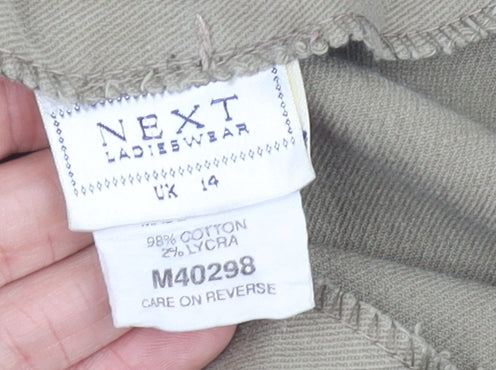 NEXT
LADIESWEAR
UK 14
98% COTTON
2% LYCRA
M40298
CARE ON REVERSE